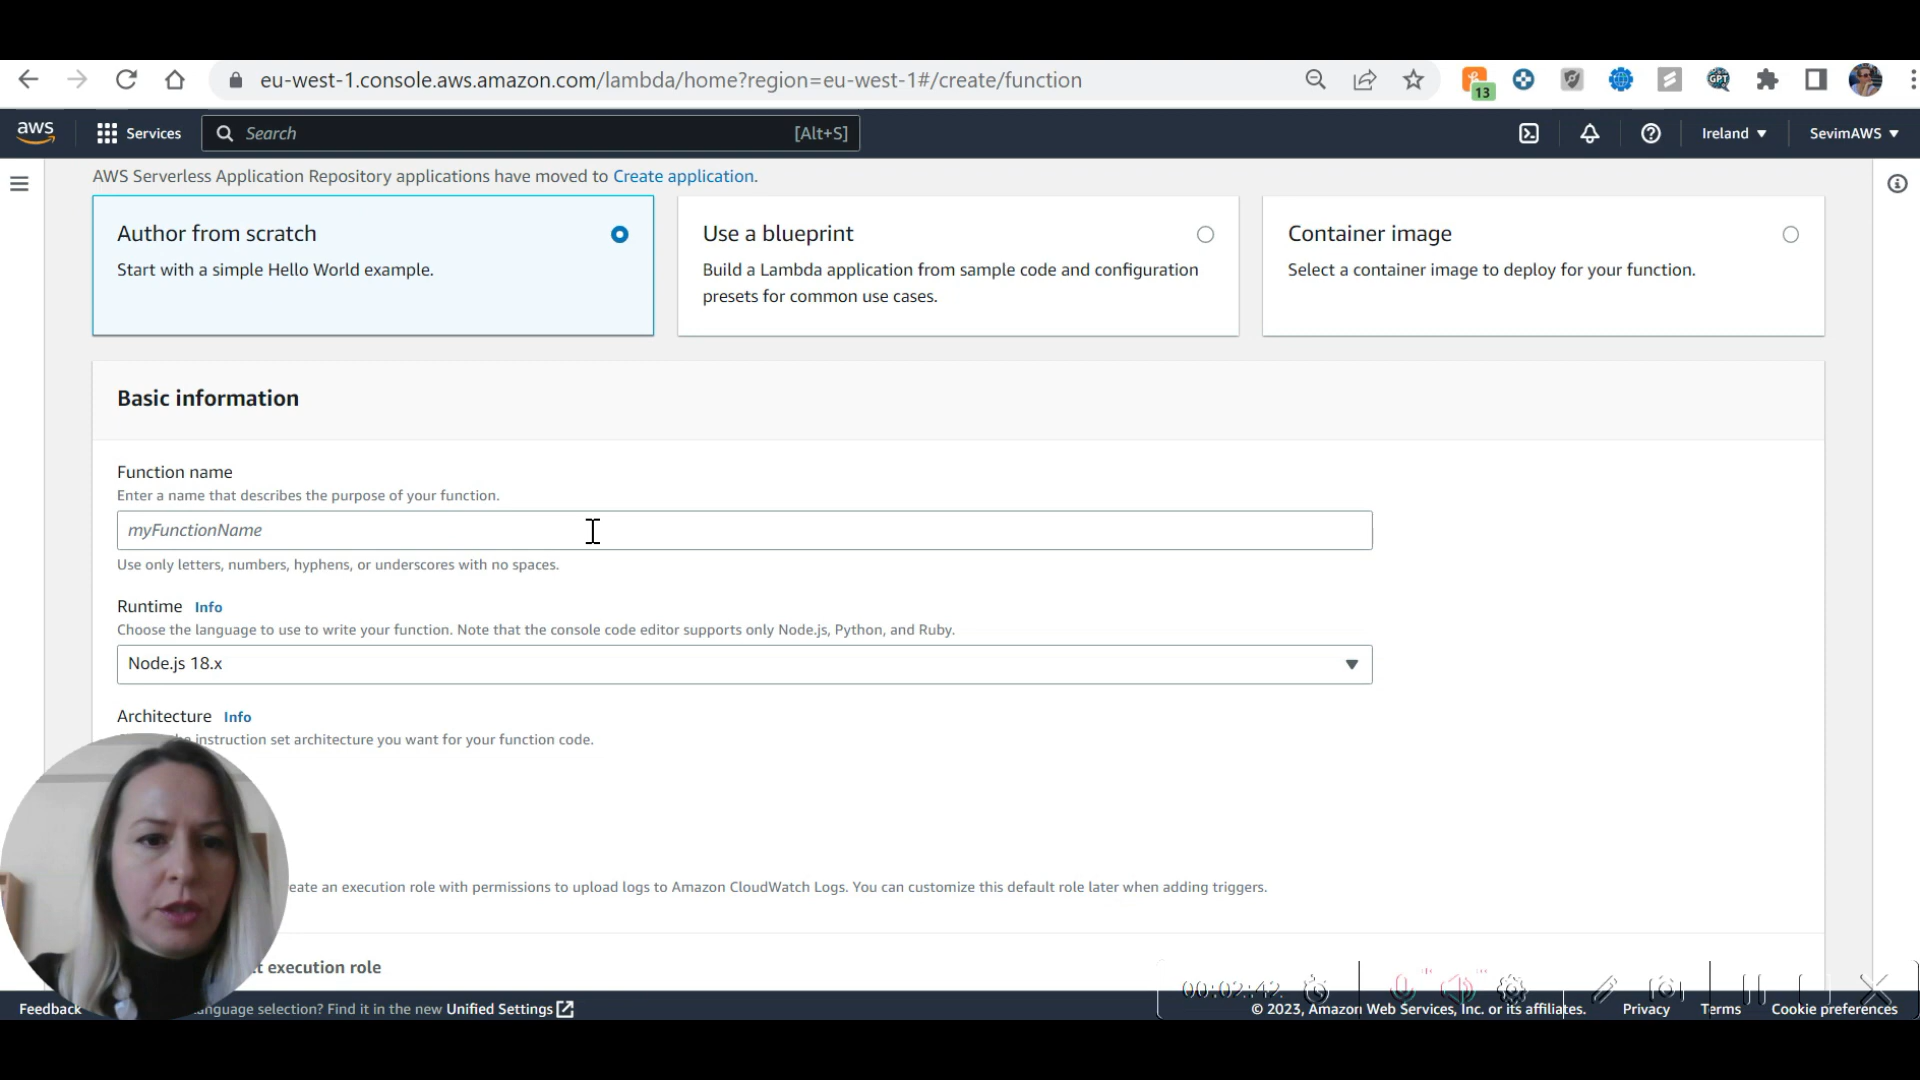 eu-west-1.console.aws.amazon.com/lambda/home?region=eu-west-1#/create/function
GPT
13
aws
Services
Search
[Alt+S]
Ireland
SevimAWS
AWS Serverless Application Repository applications have moved to Create application.
Author from scratch
Start with a simple Hello World example.
Use a blueprint
Build a Lambda application from sample code and configuration
presets for common use cases.
Container image
Select a container image to deploy for your function.
Basic information
Function name
Enter a name that describes the purpose of your function.
myFunctionName
Use only letters, numbers, hyphens, or underscores with no spaces.
Runtime Info
Choose the language to use to write your function. Note that the console code editor supports only Node.js, Python, and Ruby.
Node.js 18.x
Architecture Info
instruction set architecture you want for your function code.
eate an execution role with permissions to upload logs to Amazon CloudWatch Logs. You can customize this default role later when adding triggers.
t execution role
00:02:42
Feedback
anguage selection? Find it in the new Unified Settings
© 2023, Amazon Web Services, Inc. or its affiliates.
Privacy
Terms
Cookie preferences